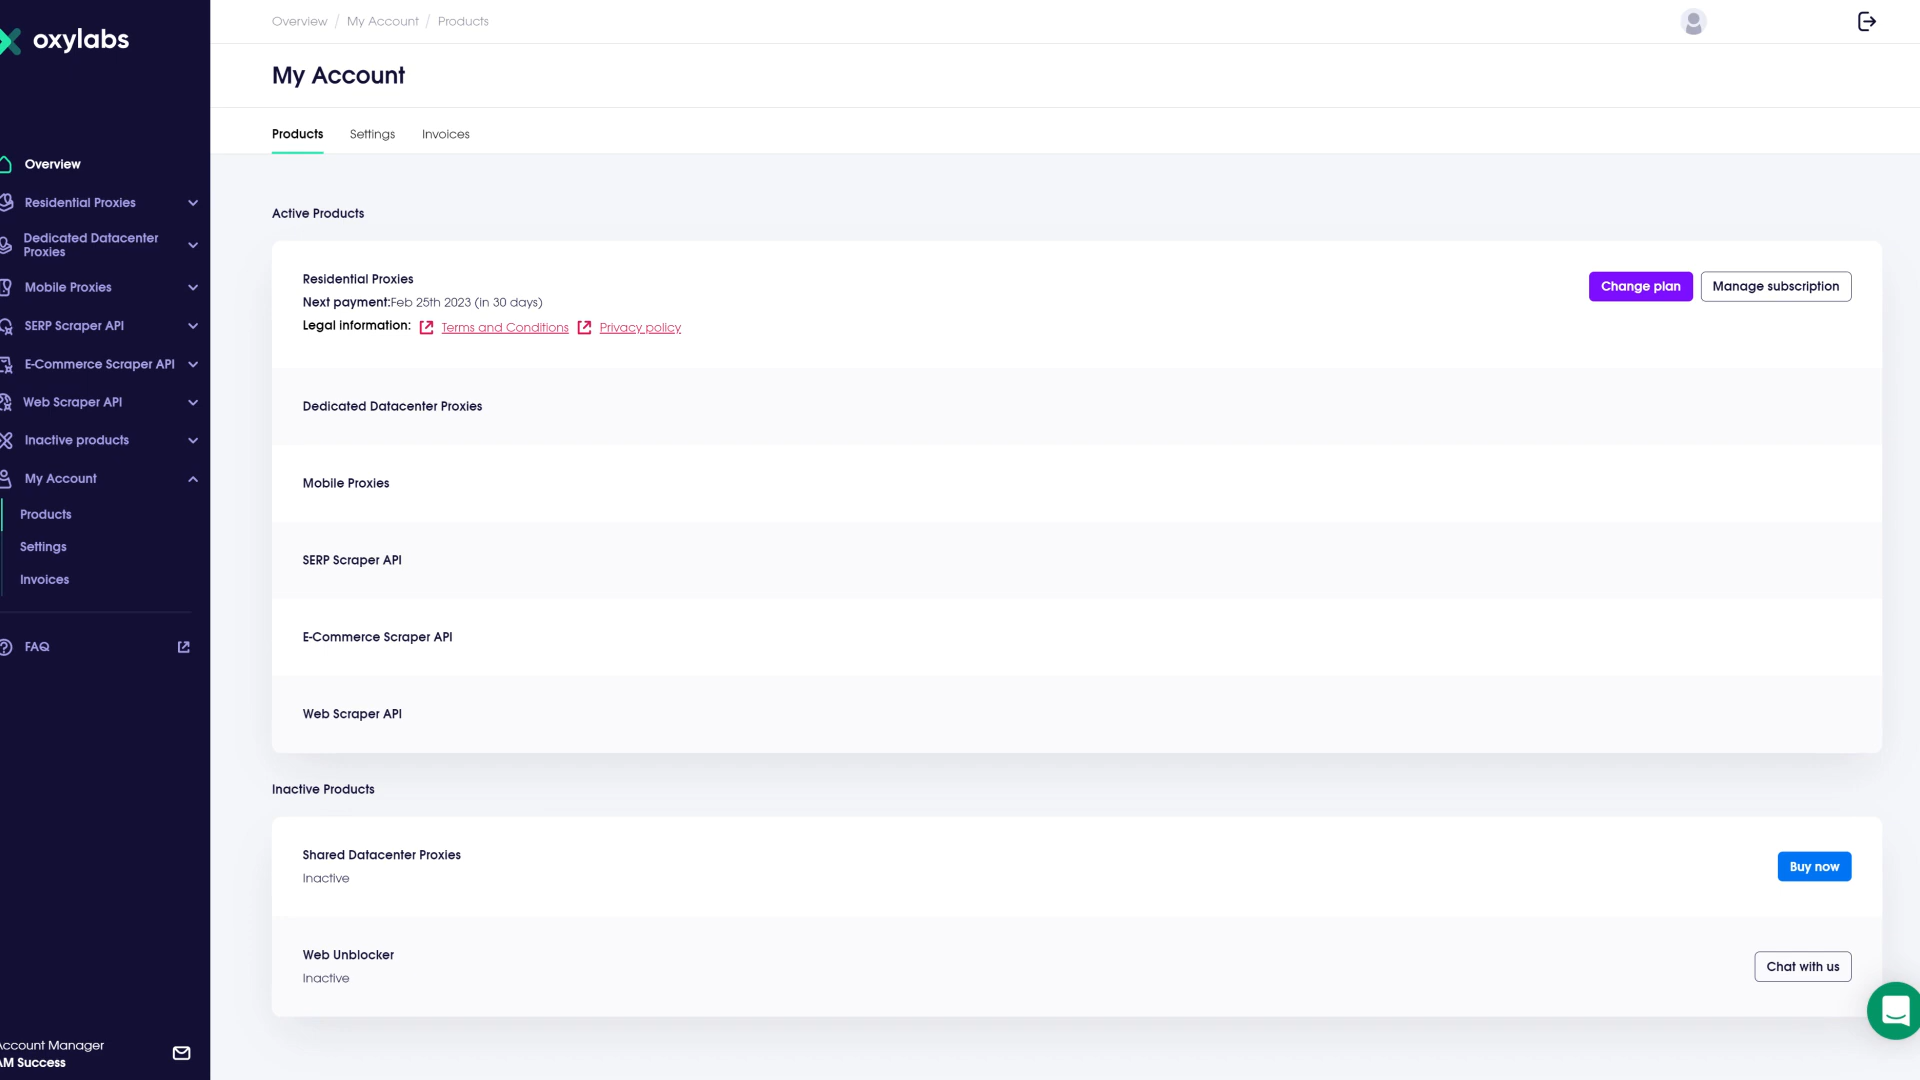 oxylabs
Overview / My Account / Products
My Account
Products Settings Invoices
Overview
Residential Proxies
Dedicated Datacenter
Proxies
Mobile Proxies
SERP Scraper API
E-Commerce Scraper API
Web Scraper API
Inactive products
My Account
Products
Settings
Invoices
FAQ
Account Manager
AM Success
Active Products
Residential Proxies
Next payment:Feb 25th 2023 (in 30 days)
Legal information: Terms and Conditions Privacy policy
Change plan Manage subscription
Dedicated Datacenter Proxies
Mobile Proxies
SERP Scraper API
E-Commerce Scraper API
Web Scraper API
Inactive Products
Shared Datacenter Proxies
Inactive
Buy now
Web Unblocker
Inactive
Chat with us